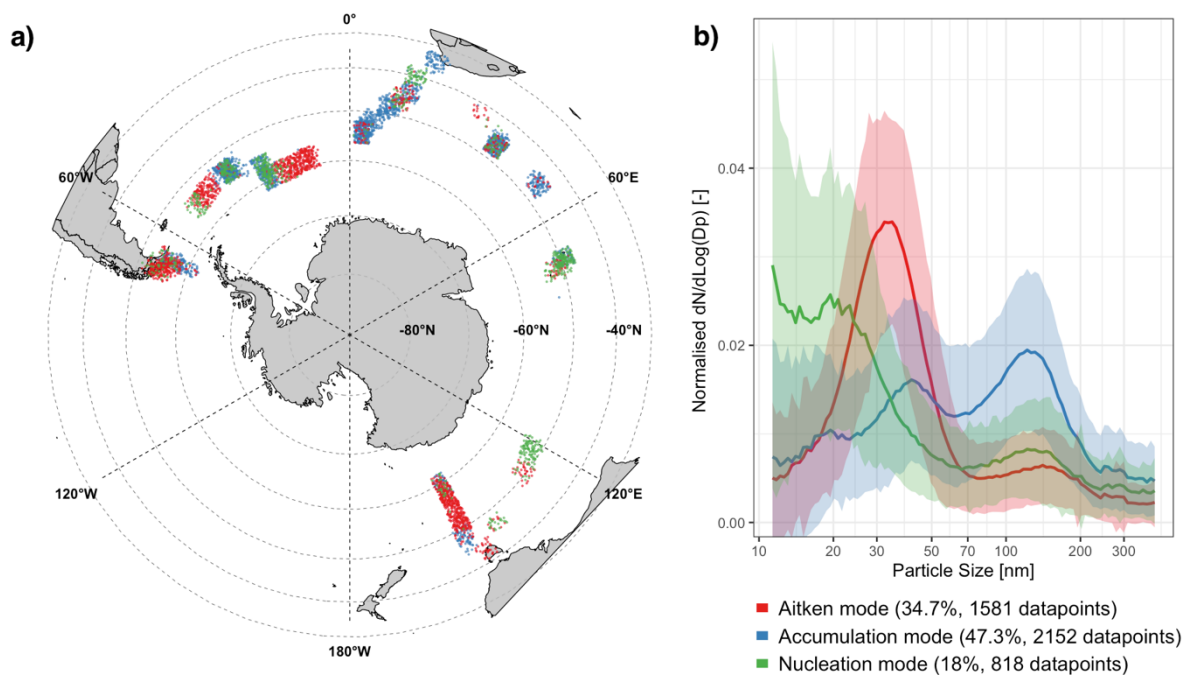 a)
0°
60°W
60°E
-80°N
-60°N
-40°N
120°W
120°E
180°W
b)
Normalised dN/dLog(Dp) [-]
0.04
0.02
0.00
10 20 30 50 70 100 200 300
Particle Size [nm]
Aitken mode (34.7%, 1581 datapoints)
Accumulation mode (47.3%, 2152 datapoints)
Nucleation mode (18%, 818 datapoints)